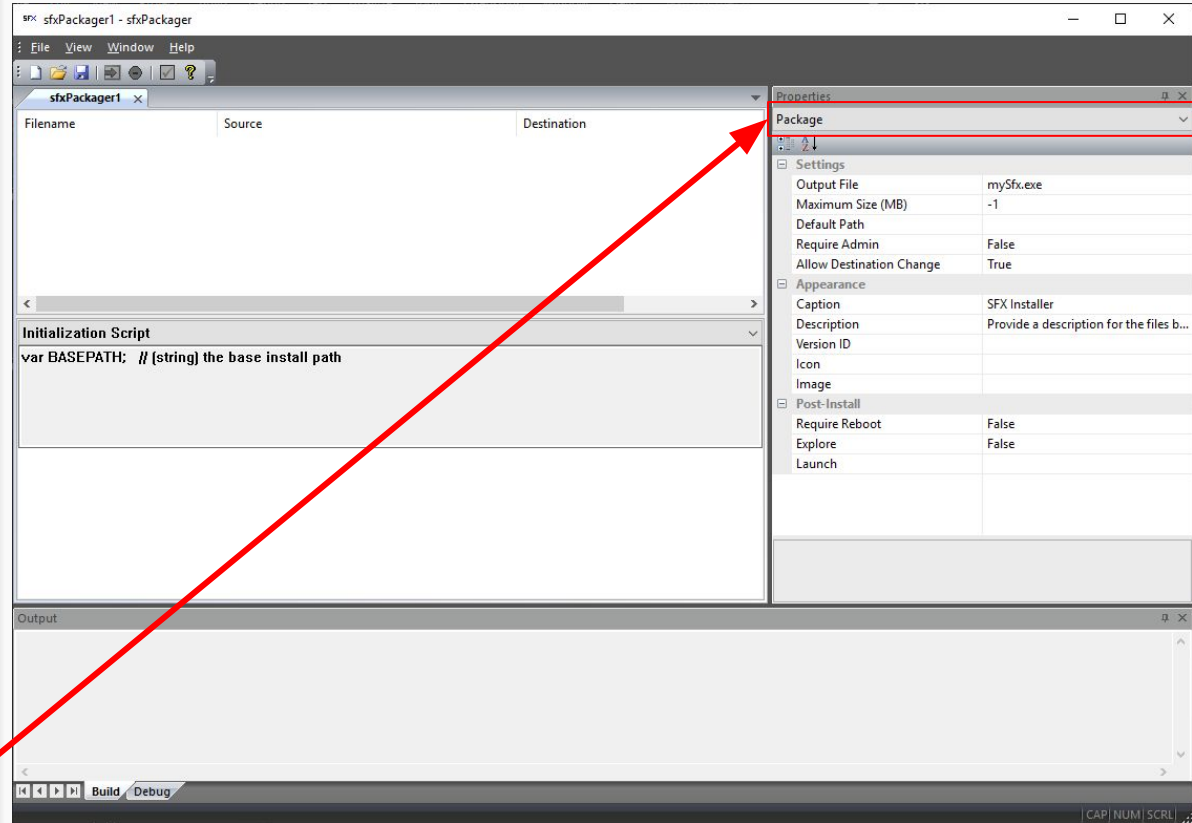 SFX sfxPackager1 - sfxPackager
File View Window Help
sfxPackager1
Filename Source Destination
Initialization Script
var BASEPATH; // (string) the base install path
Properties
Package
Settings
Output File mySfx.exe
Maximum Size (MB) -1
Default Path
Require Admin False
Allow Destination Change True
Appearance
Caption SFX Installer
Description Provide a description for the files b...
Version ID
Icon
Image
Post-Install
Require Reboot False
Explore False
Launch
Output
Build Debug
CAP NUM SCRL